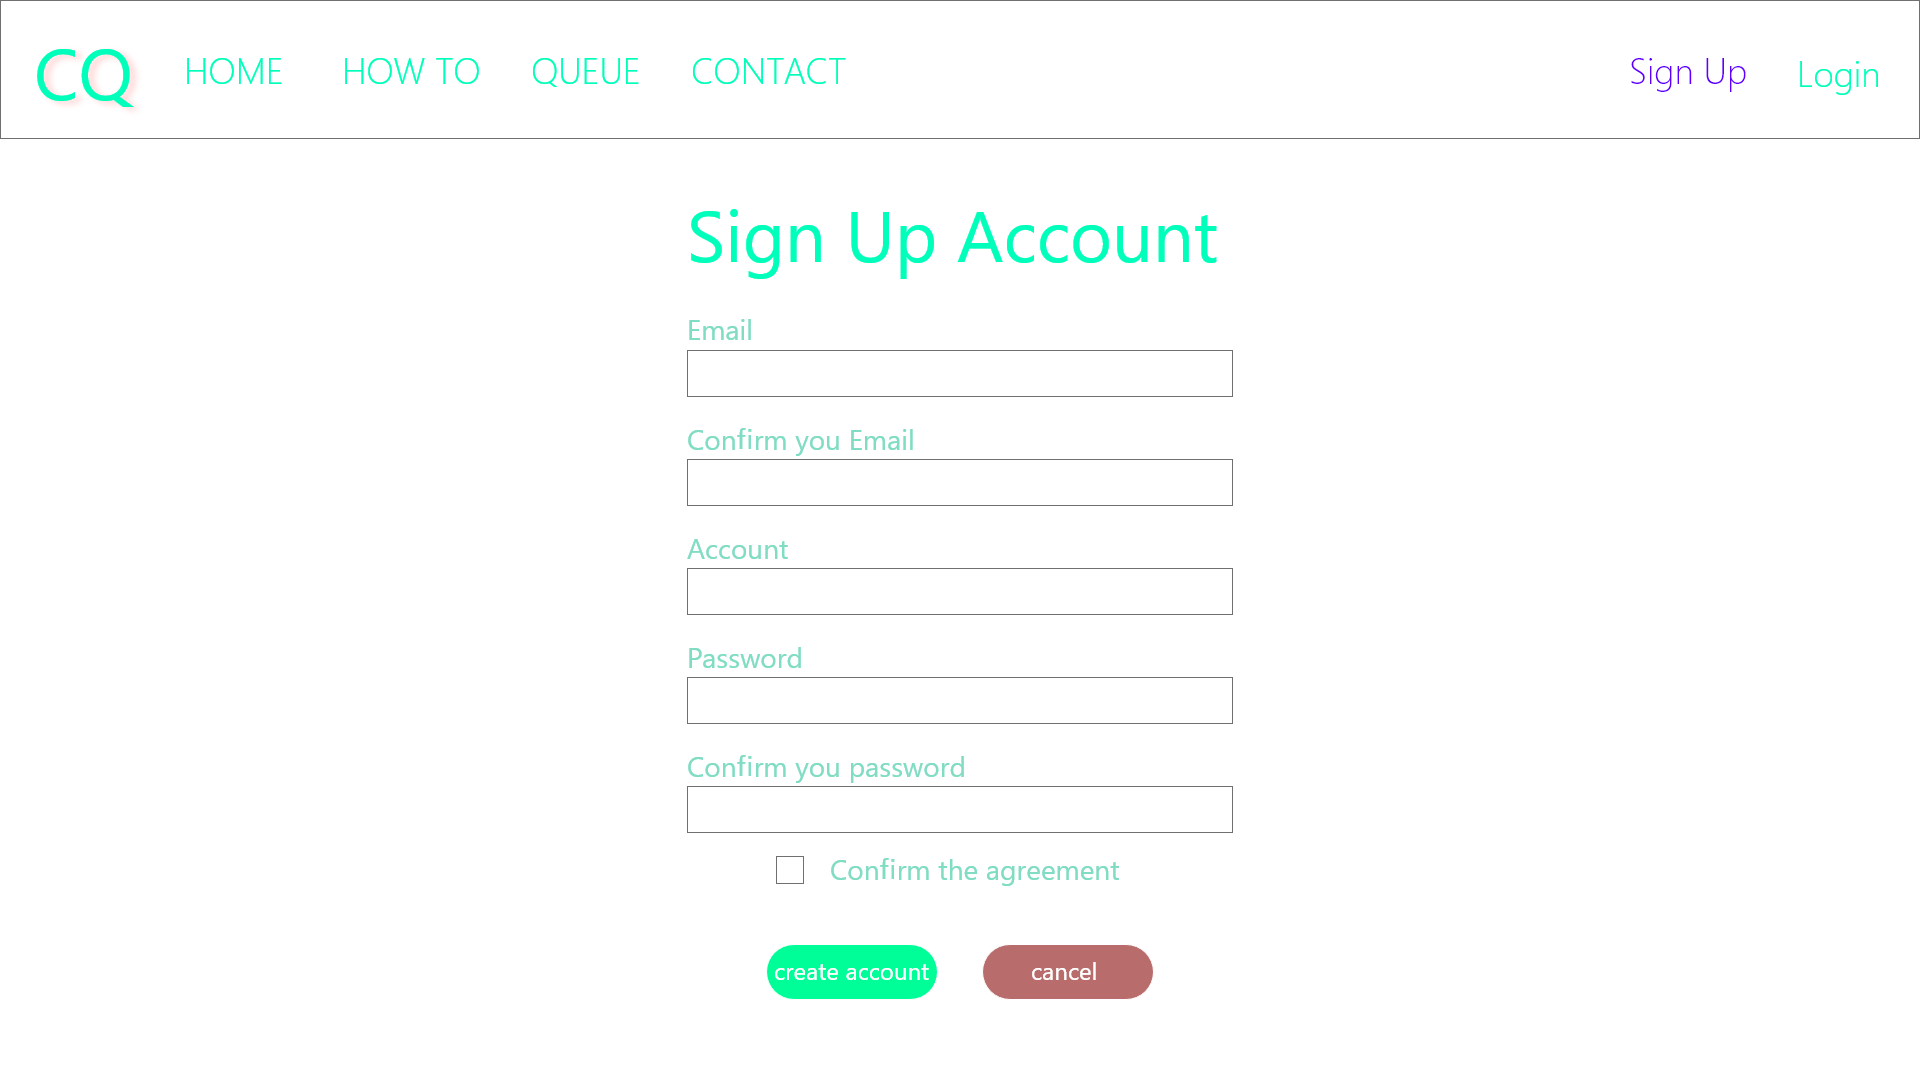 CQ HOME HOW TO QUEUE CONTACT Sign Up Login
Sign Up Account
Email
Confirm you Email
Account
Password
Confirm you password
Confirm the agreement
create account cancel